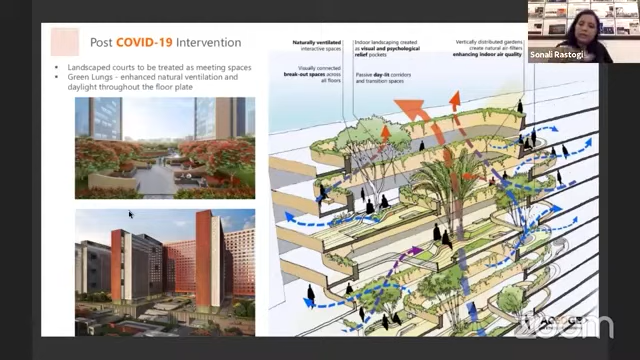 Post COVID-19 Intervention
• Landscaped courts to be treated as meeting spaces
• Green Lungs - enhanced natural ventilation and
daylight throughout the floor plate
Naturally ventilated
interactive spaces
Indoor landscaping created
as visual and psychological
relief pockets
Vertically distributed gardens
create natural air-filters
enhancing indoor air quality
Visually connected
break-out spaces across
all floors
Passive day-lit corridors
and transition spaces
Sonali Rastogi
zoom